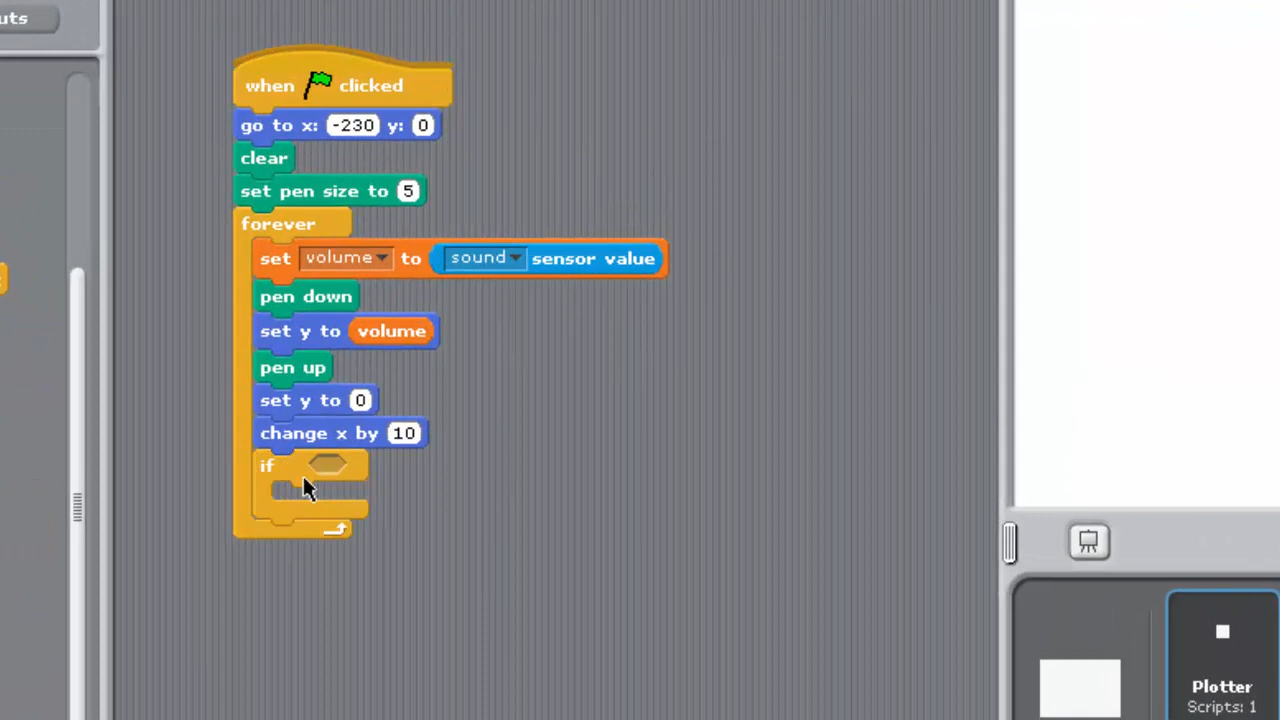 uts
when clicked
go to x: -230 y: 0
clear
set pen size to 5
forever
set volume to sound sensor value
pen down
set y to volume
pen up
set y to 0
change x by 10
if
Plotter
Scripts: 1